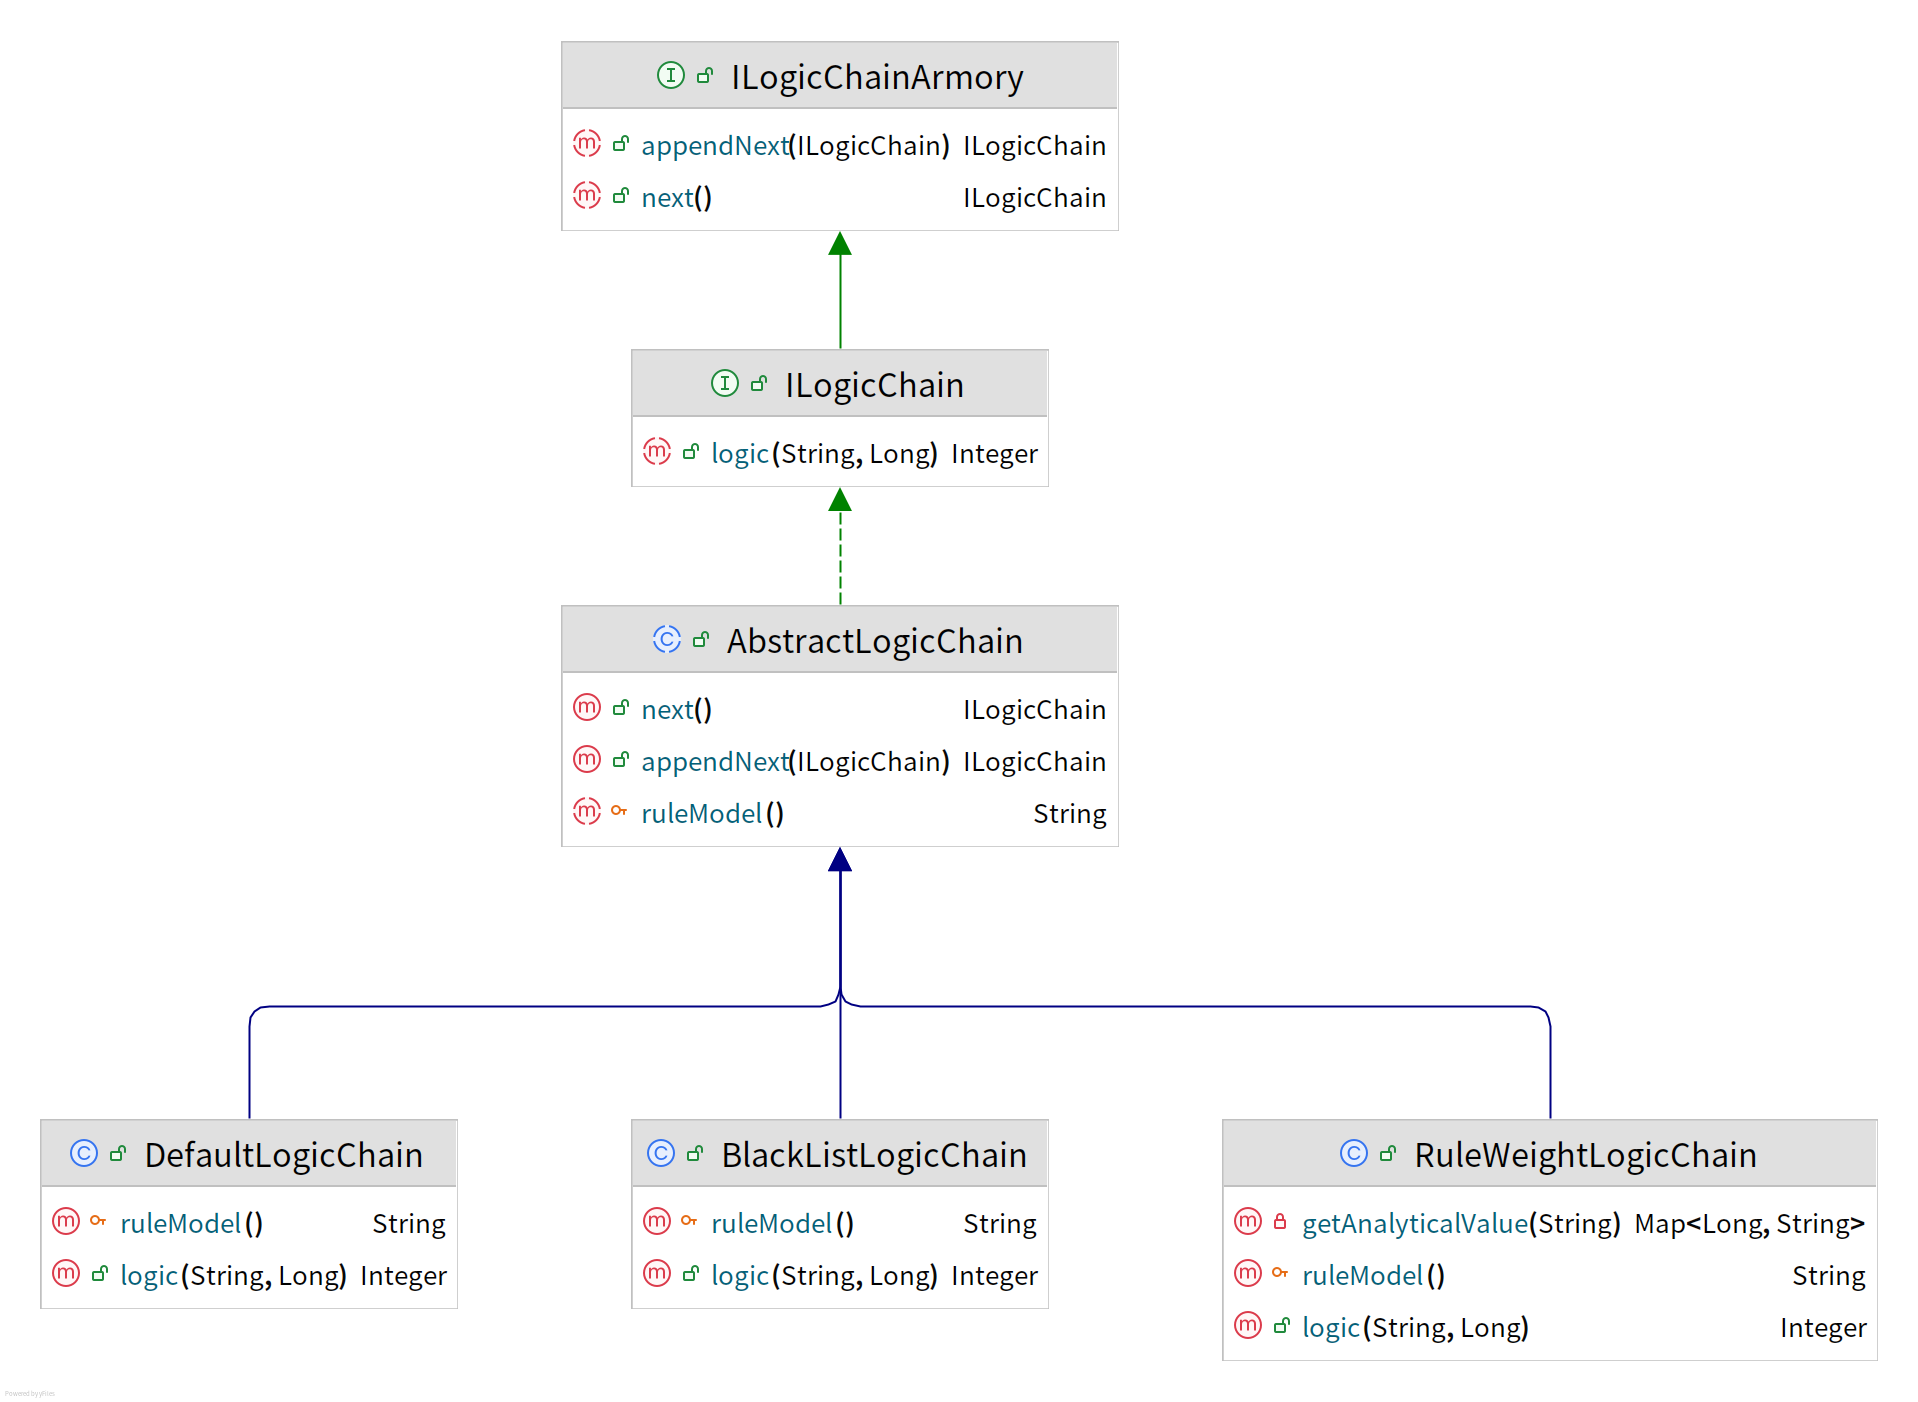 ILogicChainArmory
appendNext(ILogicChain) ILogicChain
next() ILogicChain
ILogicChain
logic(String, Long) Integer
AbstractLogicChain
next() ILogicChain
appendNext(ILogicChain) ILogicChain
ruleModel() String
DefaultLogicChain
ruleModel() String
logic(String, Long) Integer
BlackListLogicChain
ruleModel() String
logic(String, Long) Integer
RuleWeightLogicChain
getAnalyticalValue(String) Map<Long, String>
ruleModel() String
logic(String, Long) Integer
Powered by yFiles